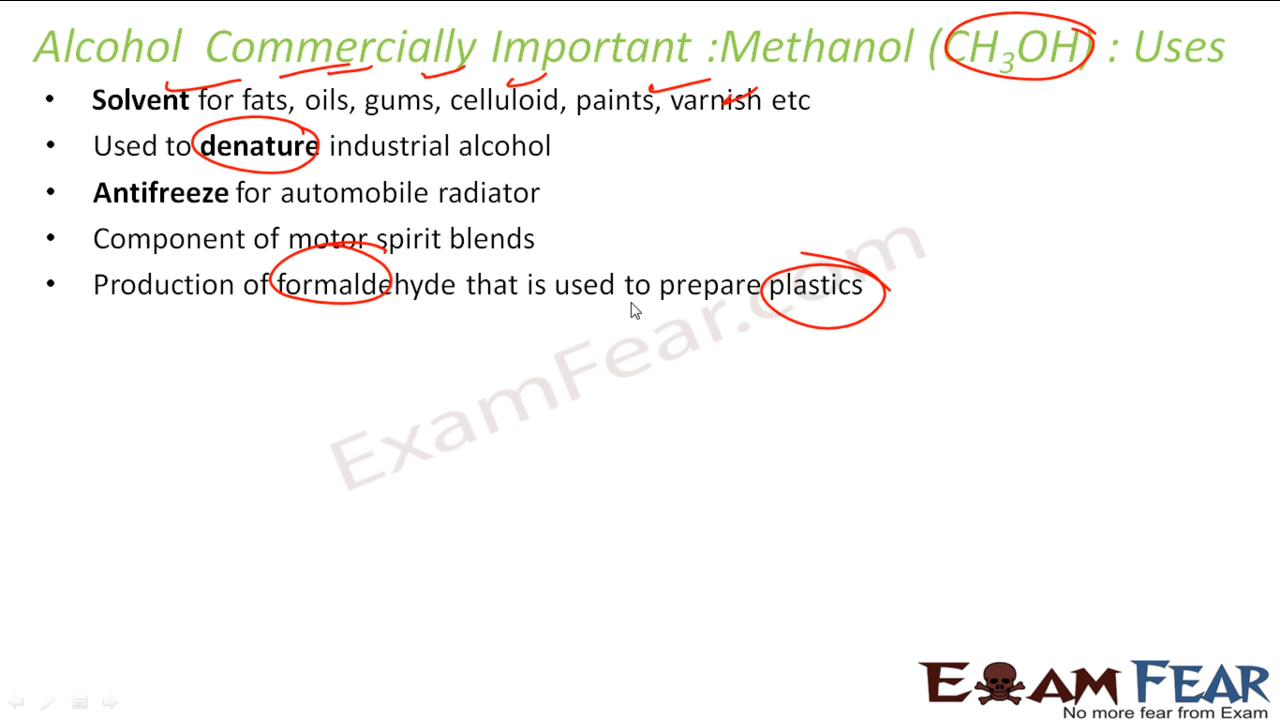 Alcohol Commercially Important :Methanol (CH₃OH) : Uses
• Solvent for fats, oils, gums, celluloid, paints, varnish etc
• Used to denature industrial alcohol
• Antifreeze for automobile radiator
• Component of motor spirit blends
• Production of formaldehyde that is used to prepare plastics
ExamFear.com
EXAM FEAR
No more fear from Exam